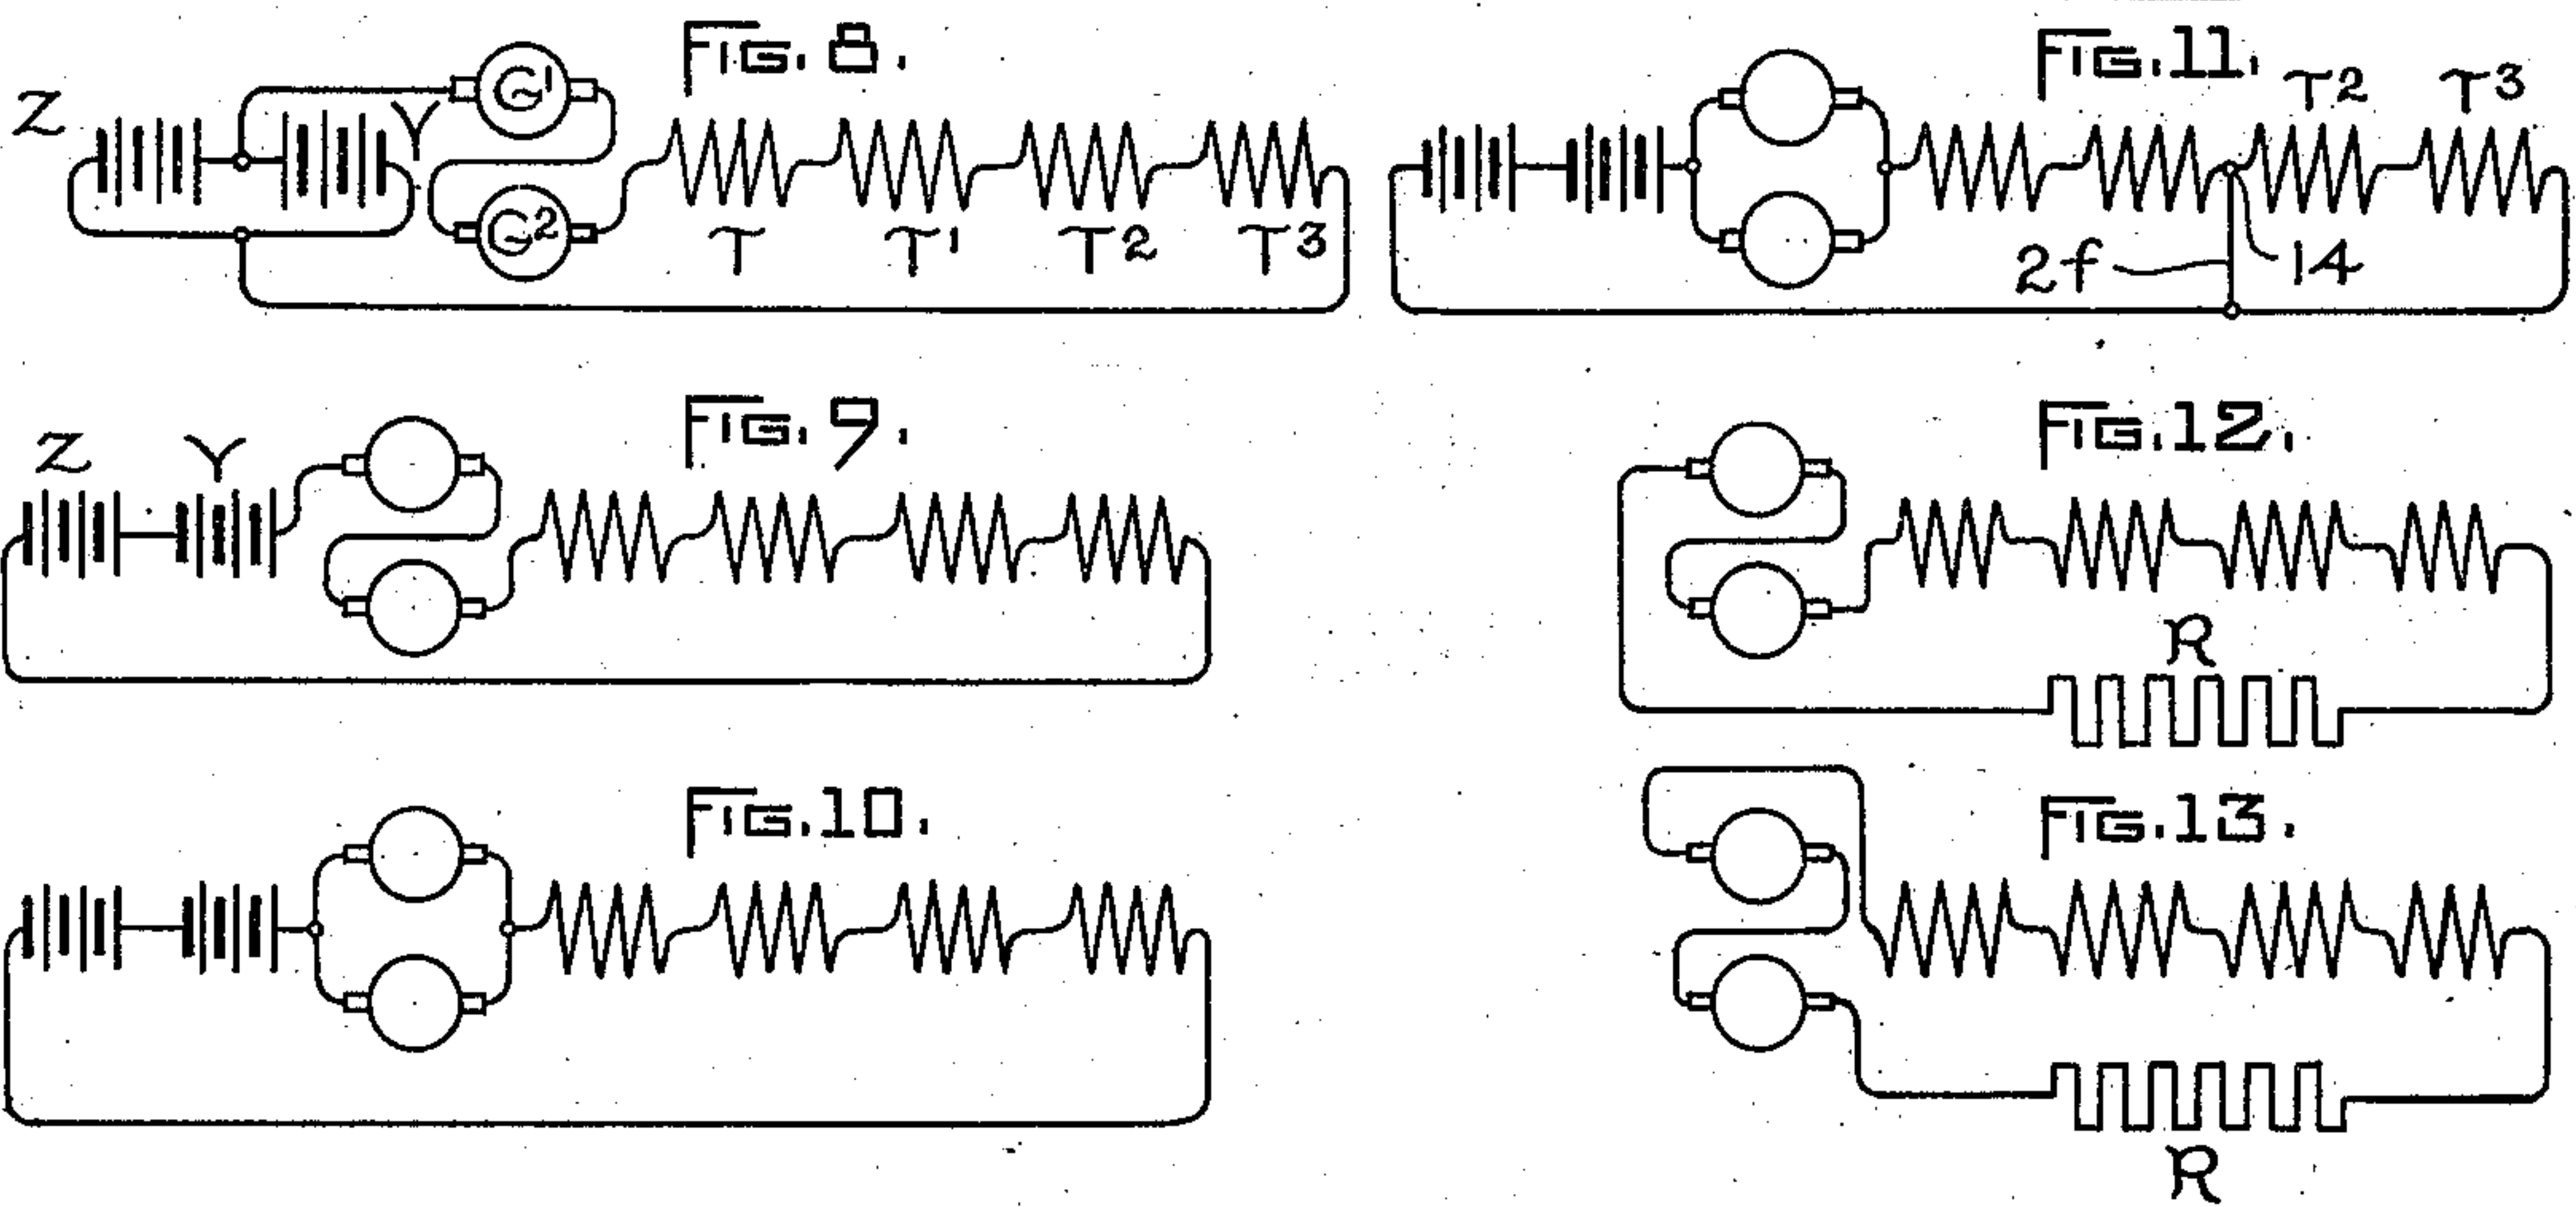 FIG. 8.
Z
Y
G1
G2
T
T1
T2
T3
FIG. 11.
T2
T3
2f
14
FIG. 9.
Z
Y
FIG. 12.
R
FIG. 10.
FIG. 13.
R